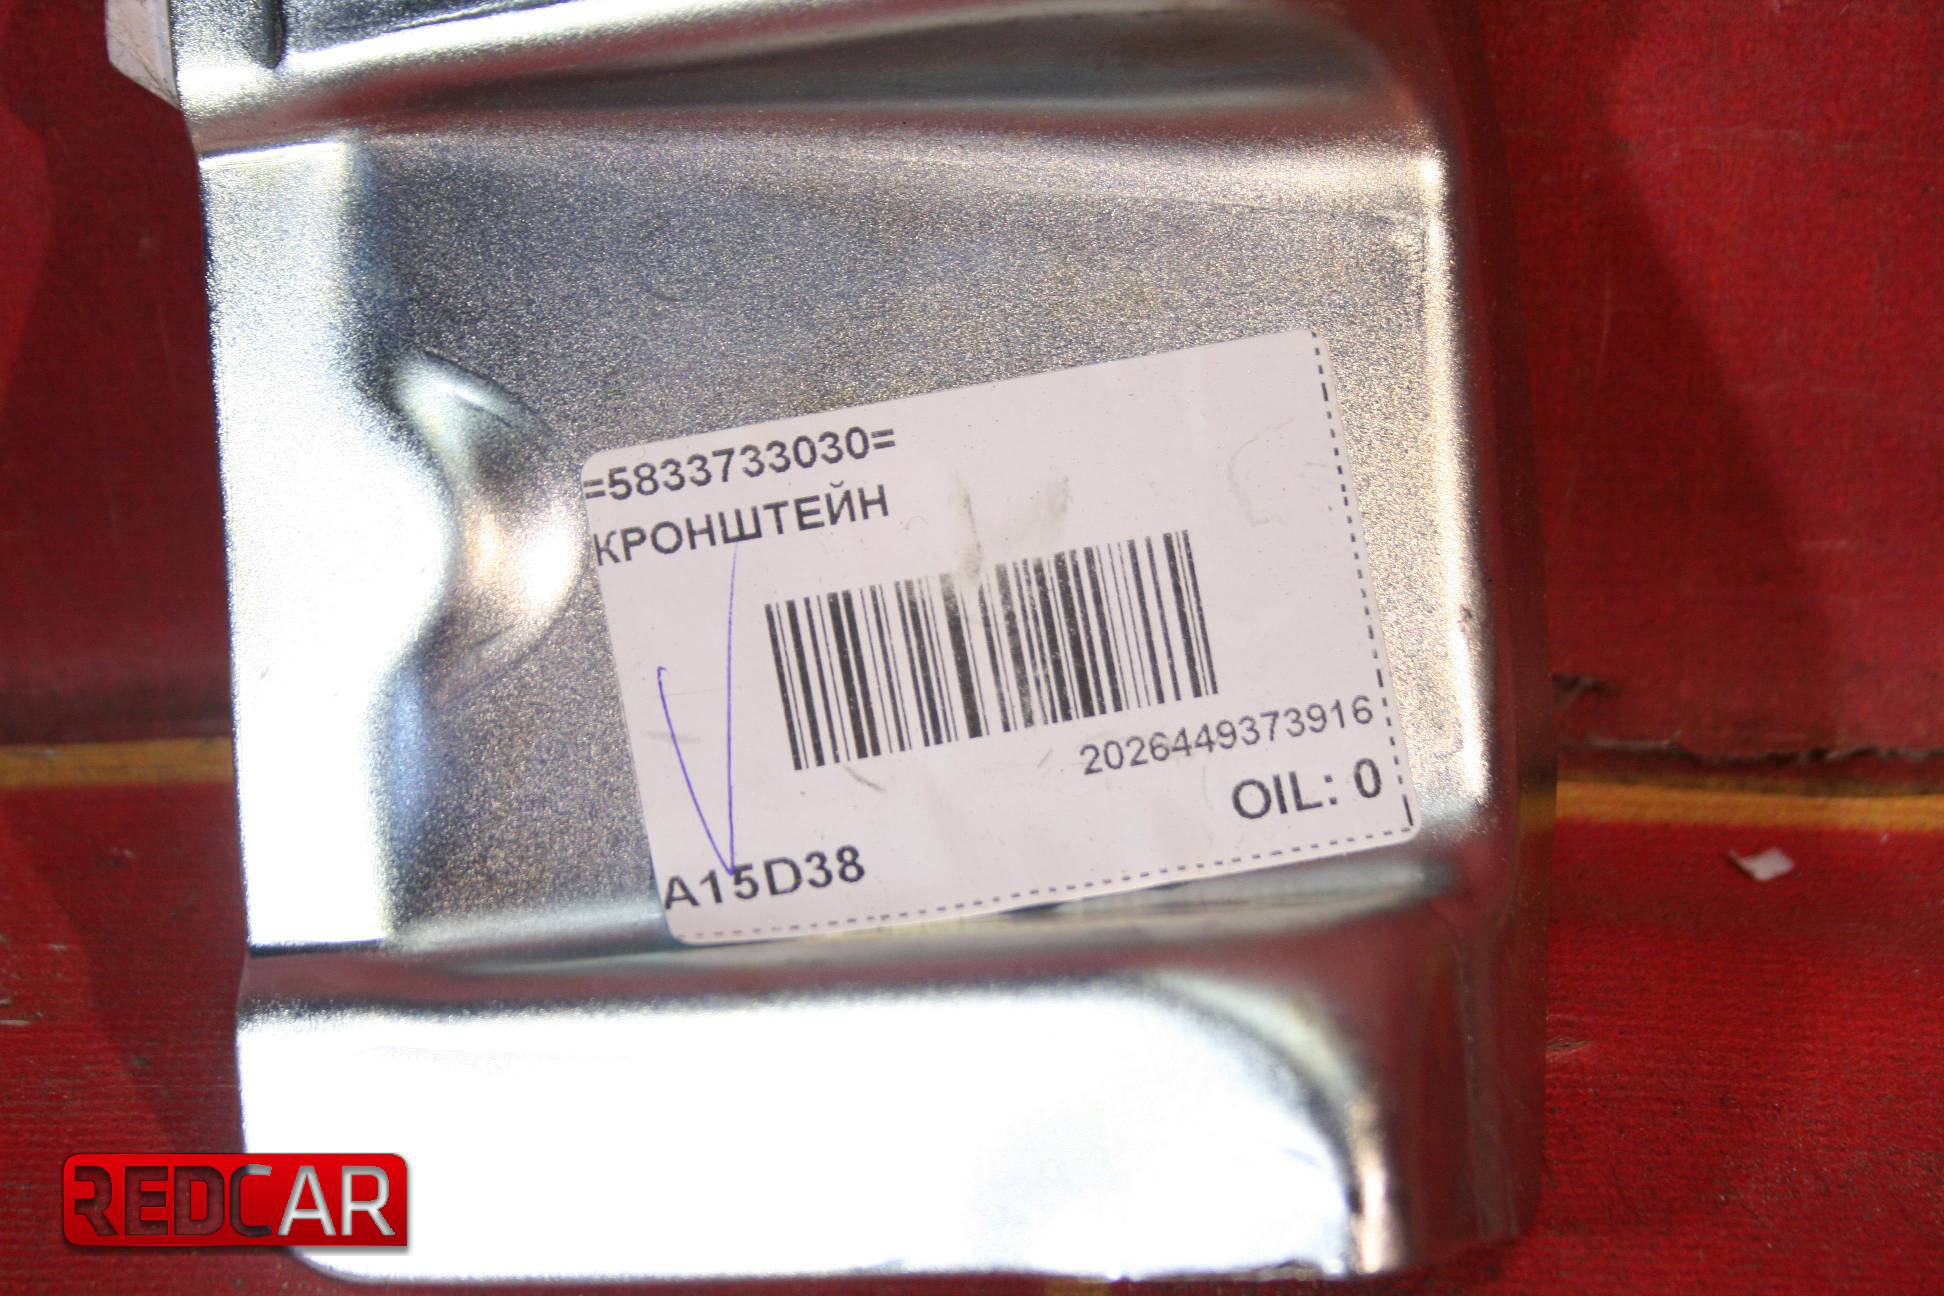 =5833733030=
КРОНШТЕЙН
2026449373916
OIL: 0
A15D38
REDCAR